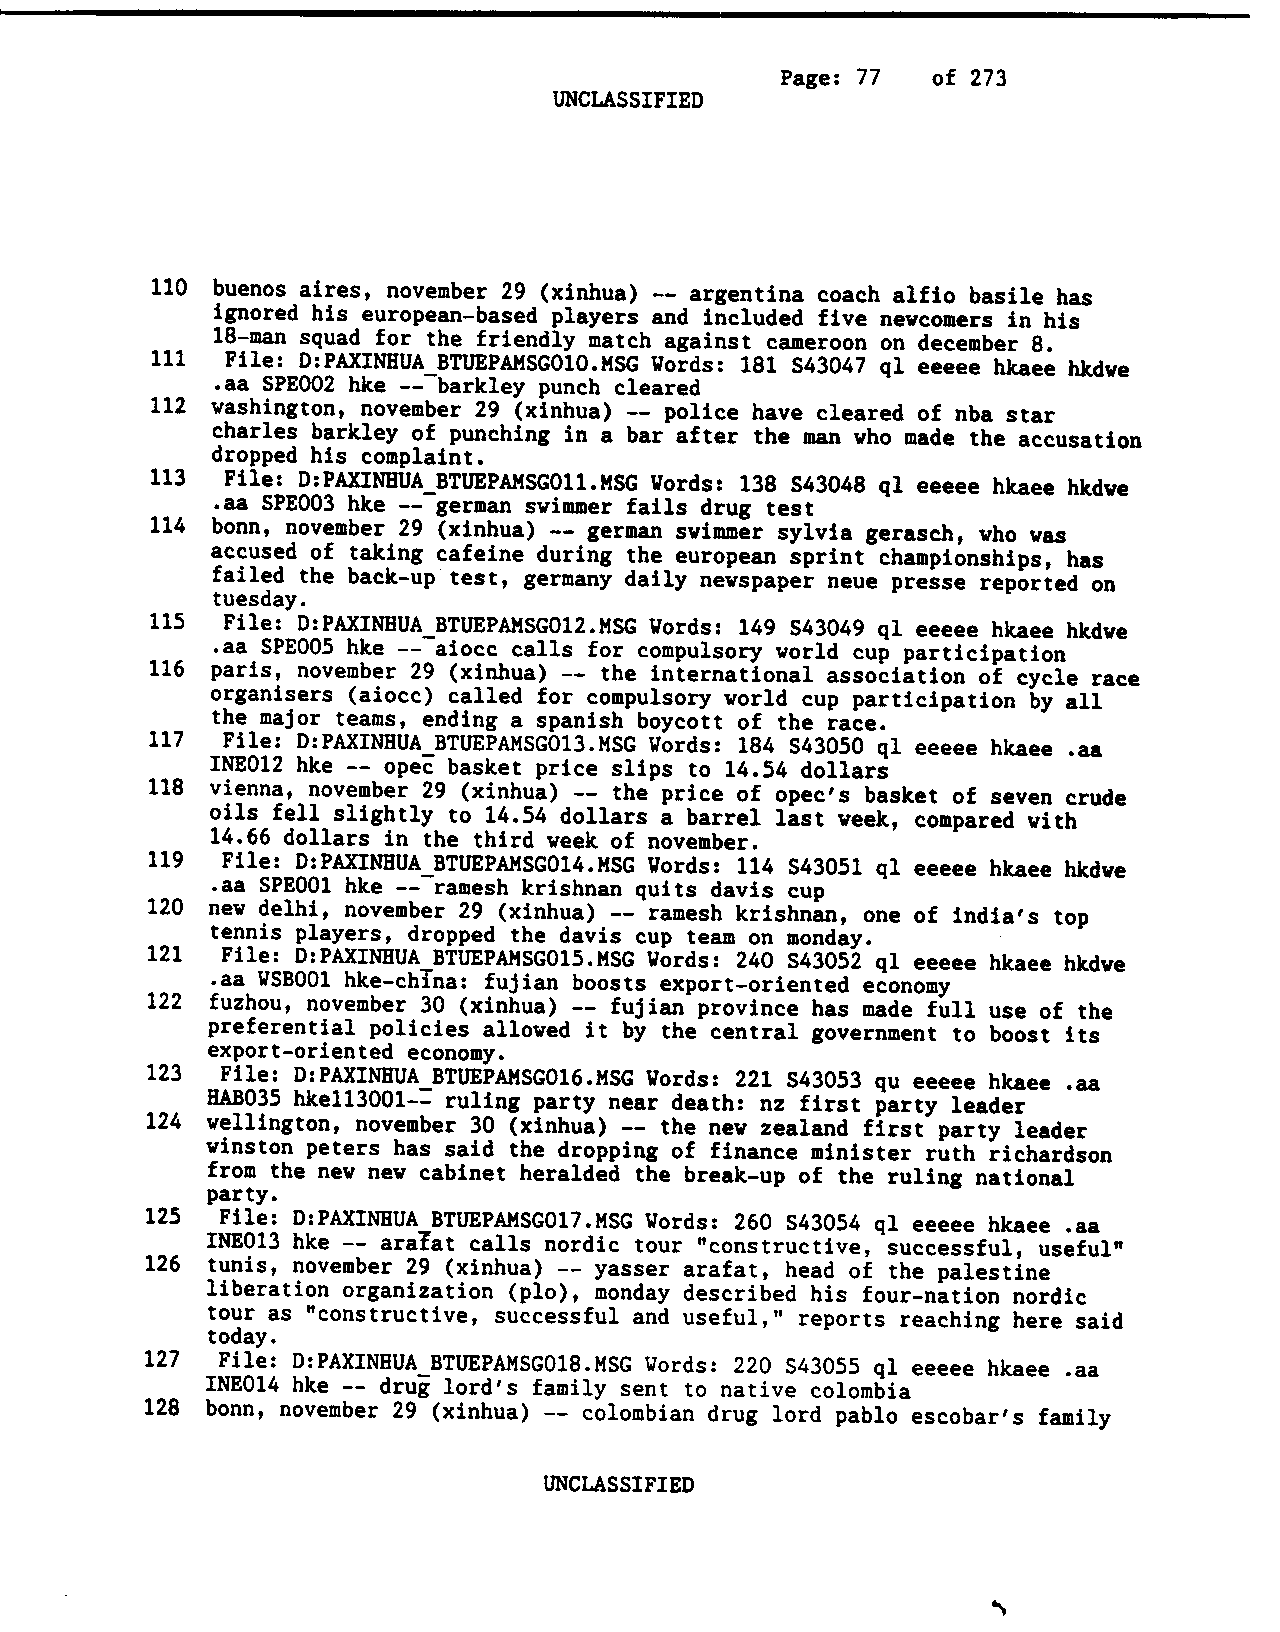 Page: 77 of 273
UNCLASSIFIED
110 buenos aires, november 29 (xinhua) -- argentina coach alfio basile has
ignored his european-based players and included five newcomers in his
18-man squad for the friendly match against cameroon on december 8.
111 File: D:PAXINHUA_BTUEPAMSG010.MSG Words: 181 S43047 ql eeeee hkaee hkdwe
.aa SPE002 hke -- barkley punch cleared
112 washington, november 29 (xinhua) -- police have cleared of nba star
charles barkley of punching in a bar after the man who made the accusation
dropped his complaint.
113 File: D:PAXINHUA_BTUEPAMSG011.MSG Words: 138 S43048 ql eeeee hkaee hkdwe
.aa SPE003 hke -- german swimmer fails drug test
114 bonn, november 29 (xinhua) -- german swimmer sylvia gerasch, who was
accused of taking cafeine during the european sprint championships, has
failed the back-up test, germany daily newspaper neue presse reported on
tuesday.
115 File: D:PAXINHUA_BTUEPAMSG012.MSG Words: 149 S43049 ql eeeee hkaee hkdwe
.aa SPE005 hke -- aiocc calls for compulsory world cup participation
116 paris, november 29 (xinhua) -- the international association of cycle race
organisers (aiocc) called for compulsory world cup participation by all
the major teams, ending a spanish boycott of the race.
117 File: D:PAXINHUA_BTUEPAMSG013.MSG Words: 184 S43050 ql eeeee hkaee .aa
INE012 hke -- opec basket price slips to 14.54 dollars
118 vienna, november 29 (xinhua) -- the price of opec's basket of seven crude
oils fell slightly to 14.54 dollars a barrel last week, compared with
14.66 dollars in the third week of november.
119 File: D:PAXINHUA_BTUEPAMSG014.MSG Words: 114 S43051 ql eeeee hkaee hkdwe
.aa SPE001 hke -- ramesh krishnan quits davis cup
120 new delhi, november 29 (xinhua) -- ramesh krishnan, one of india's top
tennis players, dropped the davis cup team on monday.
121 File: D:PAXINHUA_BTUEPAMSG015.MSG Words: 240 S43052 ql eeeee hkaee hkdwe
.aa WSB001 hke-china: fujian boosts export-oriented economy
122 fuzhou, november 30 (xinhua) -- fujian province has made full use of the
preferential policies allowed it by the central government to boost its
export-oriented economy.
123 File: D:PAXINHUA_BTUEPAMSG016.MSG Words: 221 S43053 qu eeeee hkaee .aa
HAB035 hke113001-- ruling party near death: nz first party leader
124 wellington, november 30 (xinhua) -- the new zealand first party leader
winston peters has said the dropping of finance minister ruth richardson
from the new new cabinet heralded the break-up of the ruling national
party.
125 File: D:PAXINHUA_BTUEPAMSG017.MSG Words: 260 S43054 ql eeeee hkaee .aa
INE013 hke -- arafat calls nordic tour "constructive, successful, useful"
126 tunis, november 29 (xinhua) -- yasser arafat, head of the palestine
liberation organization (plo), monday described his four-nation nordic
tour as "constructive, successful and useful," reports reaching here said
today.
127 File: D:PAXINHUA_BTUEPAMSG018.MSG Words: 220 S43055 ql eeeee hkaee .aa
INE014 hke -- drug lord's family sent to native colombia
128 bonn, november 29 (xinhua) -- colombian drug lord pablo escobar's family
UNCLASSIFIED